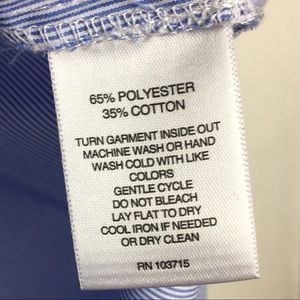 65% POLYESTER
35% COTTON
TURN GARMENT INSIDE OUT
MACHINE WASH OR HAND
WASH COLD WITH LIKE
COLORS
GENTLE CYCLE
DO NOT BLEACH
LAY FLAT TO DRY
COOL IRON IF NEEDED
OR DRY CLEAN
RN 103715